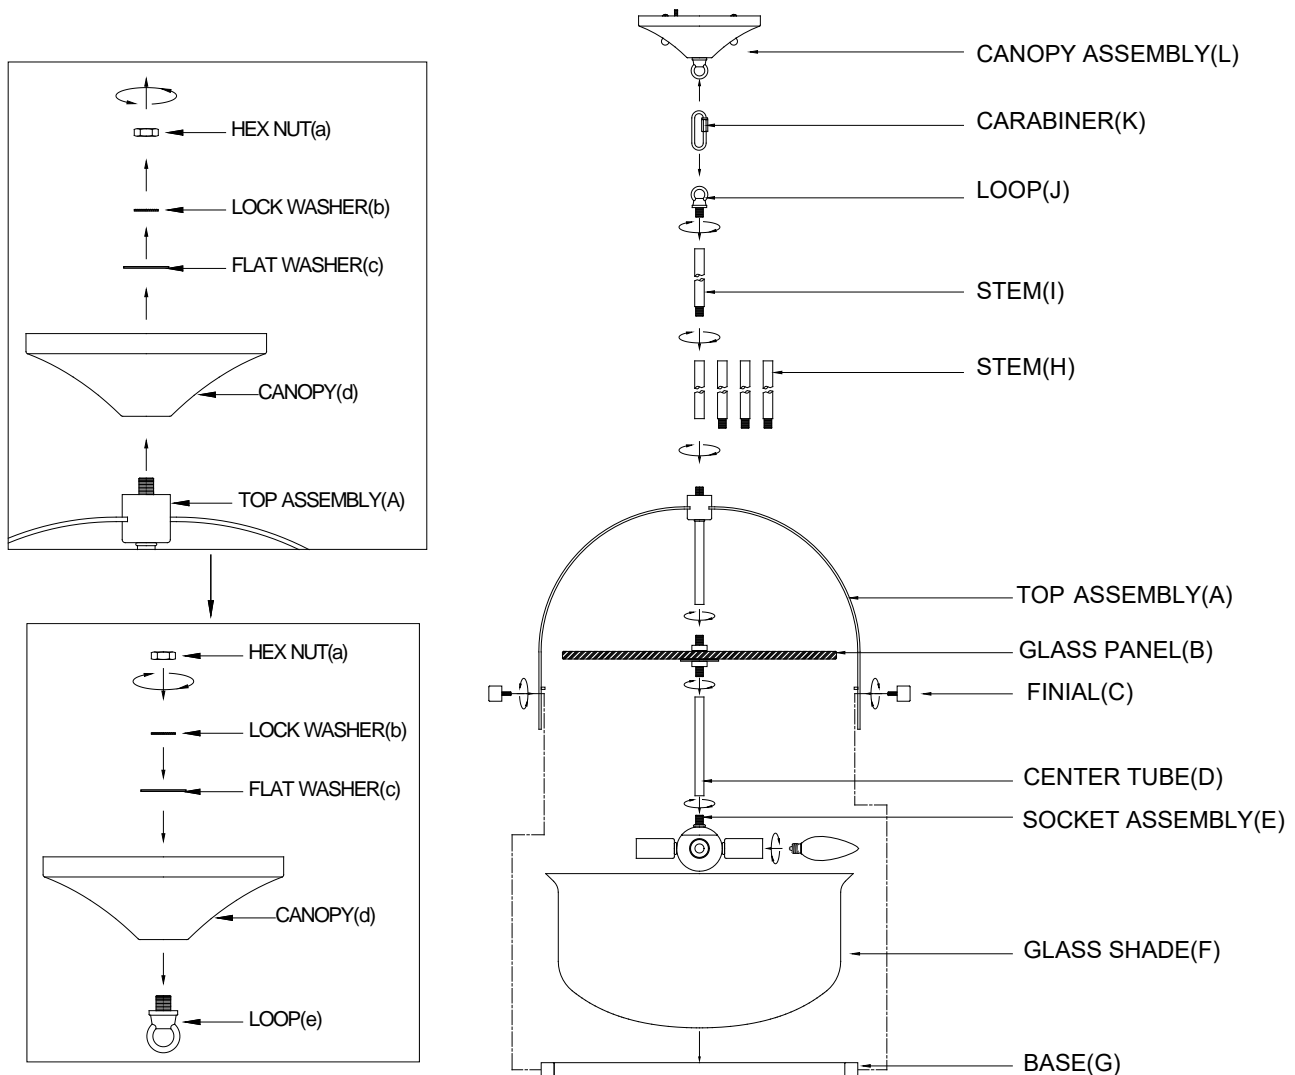 HEX NUT(a)
LOCK WASHER(b)
FLAT WASHER(c)
CANOPY(d)
TOP ASSEMBLY(A)
HEX NUT(a)
LOCK WASHER(b)
FLAT WASHER(c)
CANOPY(d)
LOOP(e)
CANOPY ASSEMBLY(L)
CARABINER(K)
LOOP(J)
STEM(I)
STEM(H)
TOP ASSEMBLY(A)
GLASS PANEL(B)
FINIAL(C)
CENTER TUBE(D)
SOCKET ASSEMBLY(E)
GLASS SHADE(F)
BASE(G)